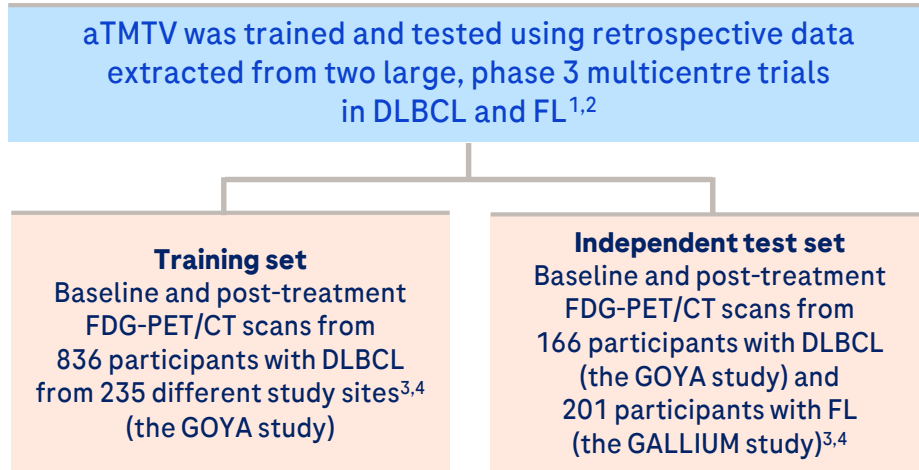 aTMTV was trained and tested using retrospective data
extracted from two large, phase 3 multicentre trials
in DLBCL and FL1,2
Training set
Baseline and post-treatment
FDG-PET/CT scans from
836 participants with DLBCL
from 235 different study sites3,4
(the GOYA study)
Independent test set
Baseline and post-treatment
FDG-PET/CT scans from
166 participants with DLBCL
(the GOYA study) and
201 participants with FL
(the GALLIUM study)3,4